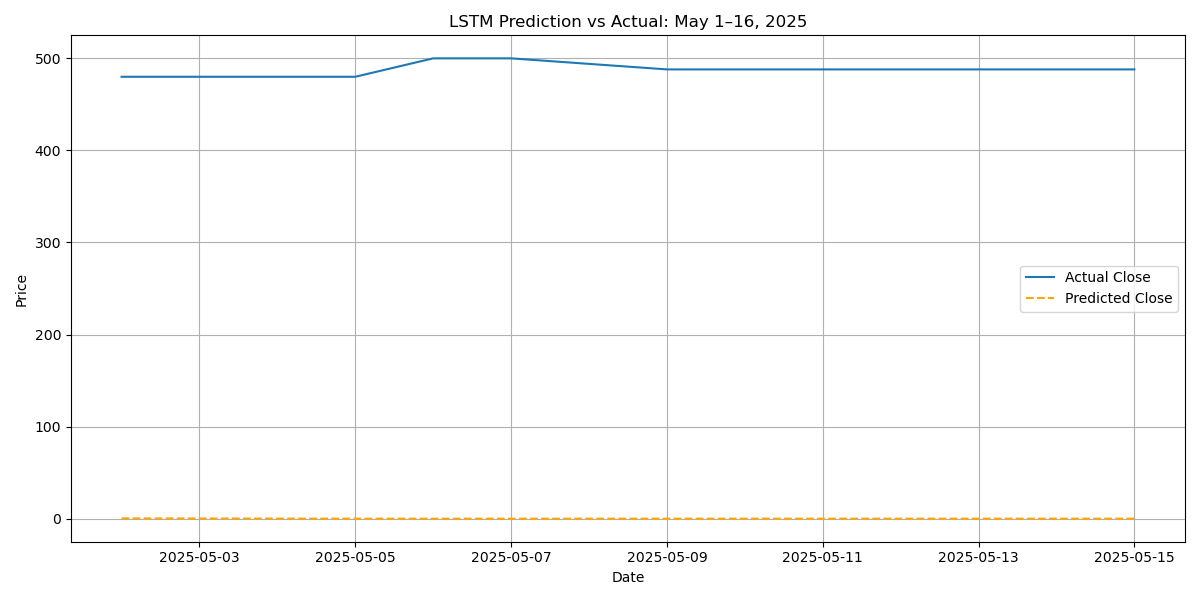 LSTM Prediction vs Actual: May 1–16, 2025
Price
500
400
300
200
100
0
Actual Close
Predicted Close
2025-05-03
2025-05-05
2025-05-07
2025-05-09
2025-05-11
2025-05-13
2025-05-15
Date